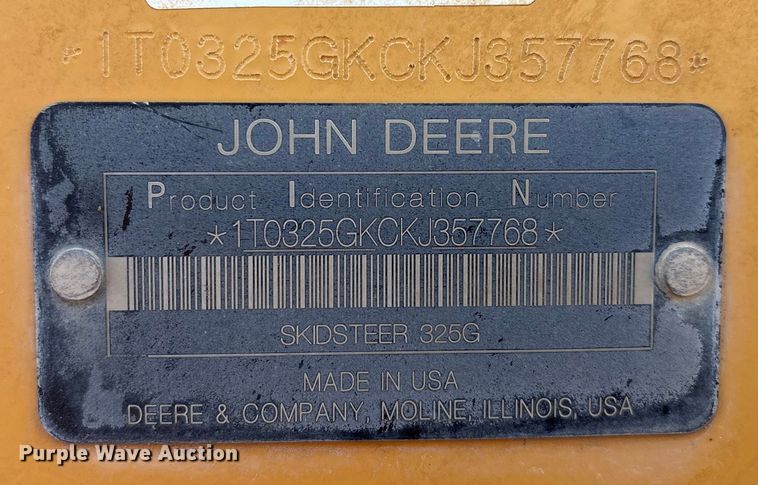 *1T0325GKCKJ357768*
JOHN DEERE
Product Identification Number
*1T0325GKCKJ357768*
SKIDSTEER 325G
MADE IN USA
DEERE & COMPANY, MOLINE, ILLINOIS, USA
Purple Wave Auction